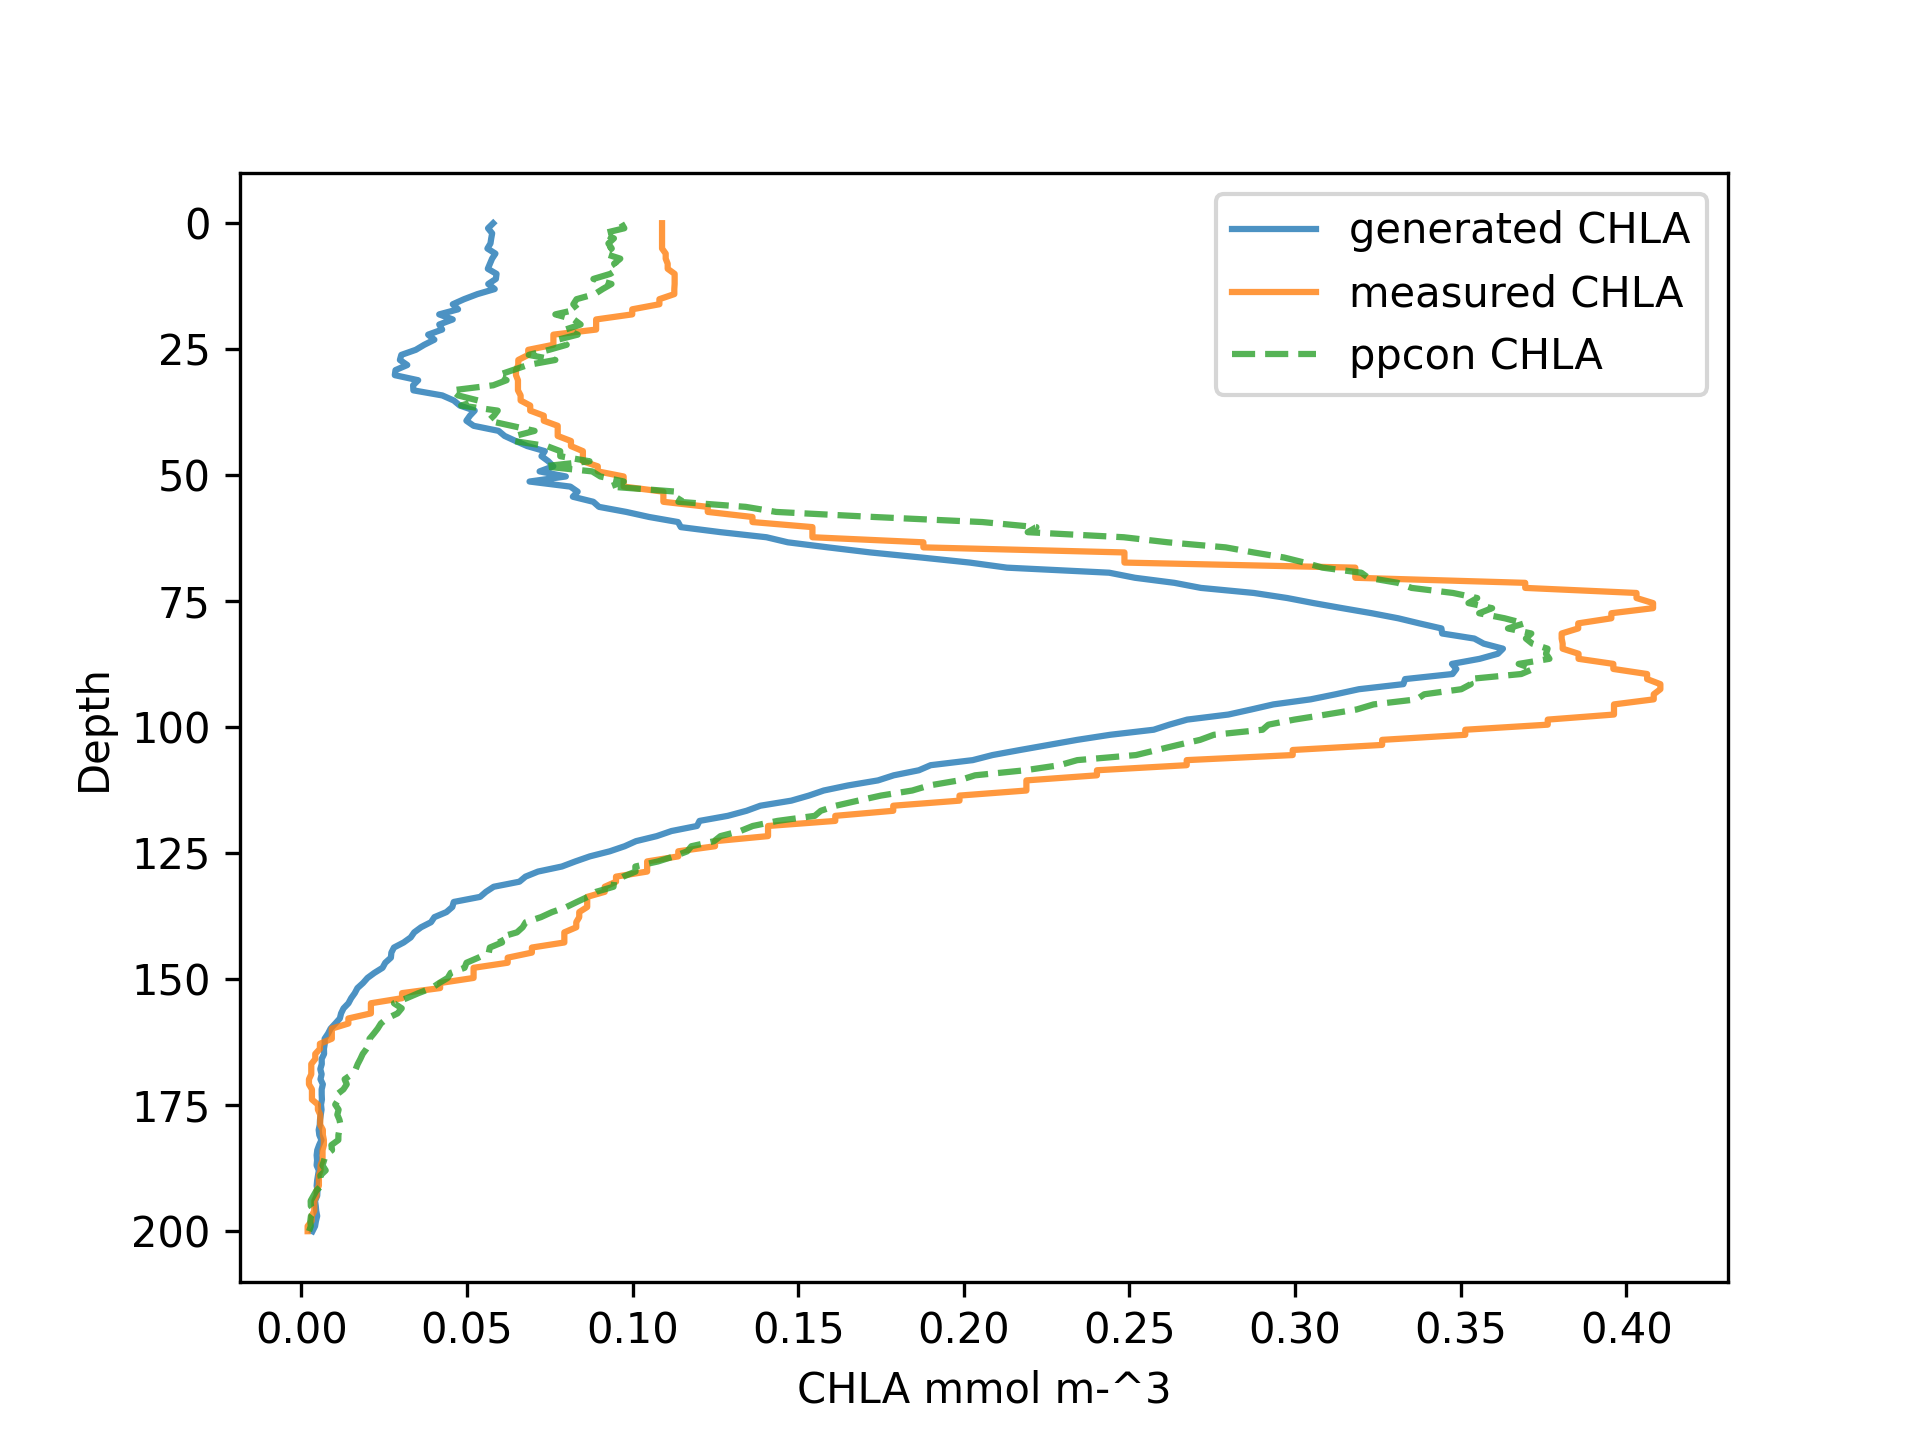 generated CHLA
measured CHLA
ppcon CHLA
0
25
50
75
100
125
150
175
200
Depth
0.00 0.05 0.10 0.15 0.20 0.25 0.30 0.35 0.40
CHLA mmol m-^3